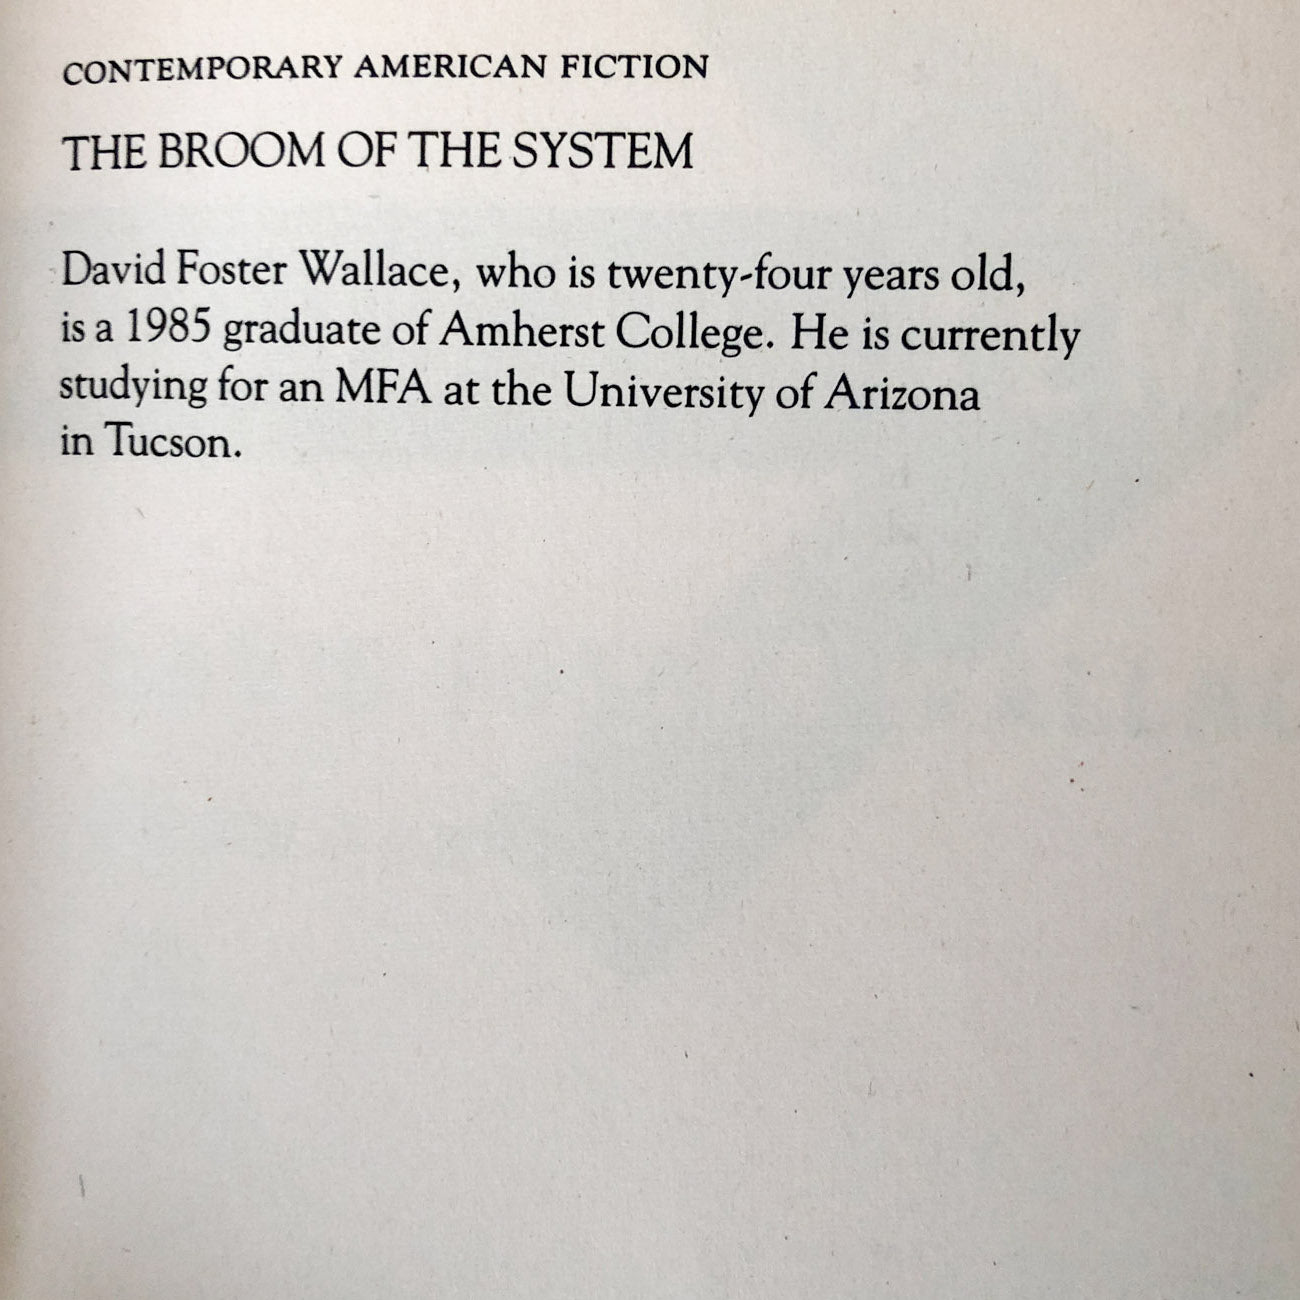 CONTEMPORARY AMERICAN FICTION
THE BROOM OF THE SYSTEM
David Foster Wallace, who is twenty-four years old,
is a 1985 graduate of Amherst College. He is currently
studying for an MFA at the University of Arizona
in Tucson.